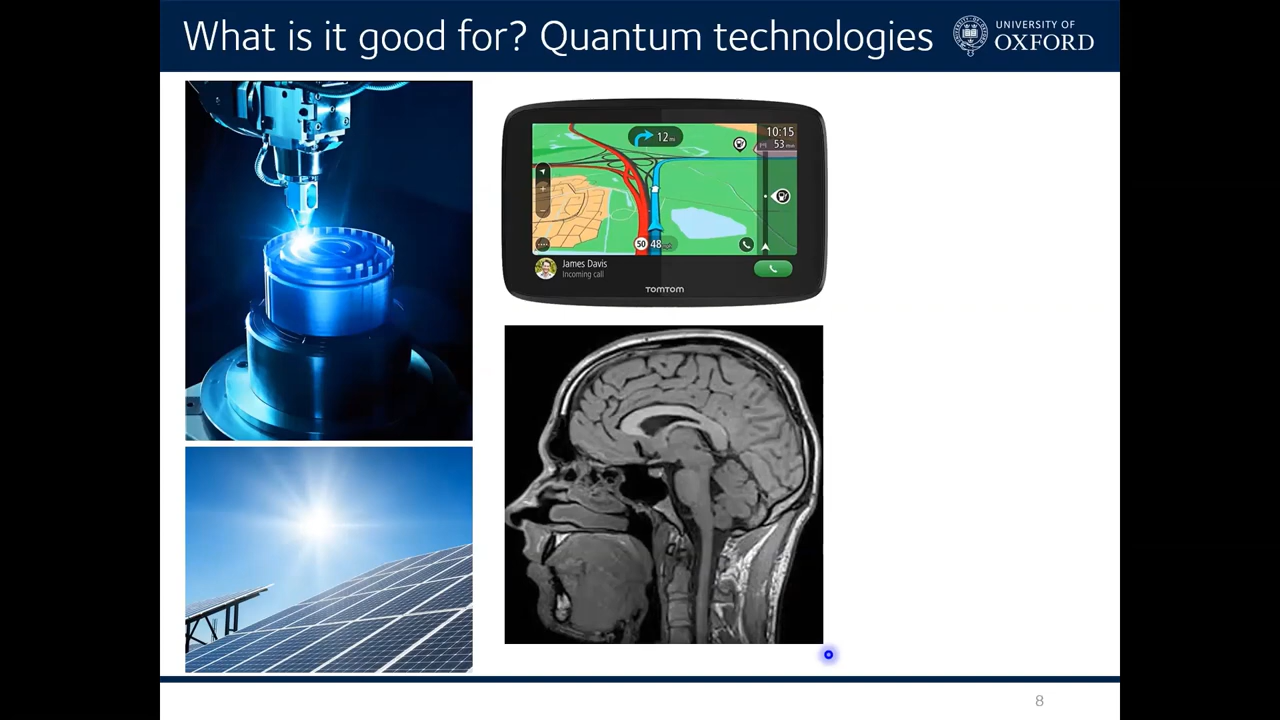 What is it good for? Quantum technologies
UNIVERSITY OF
OXFORD
12
10:15
53 min
50 48
James Davis
Incoming call
TOMTOM
8